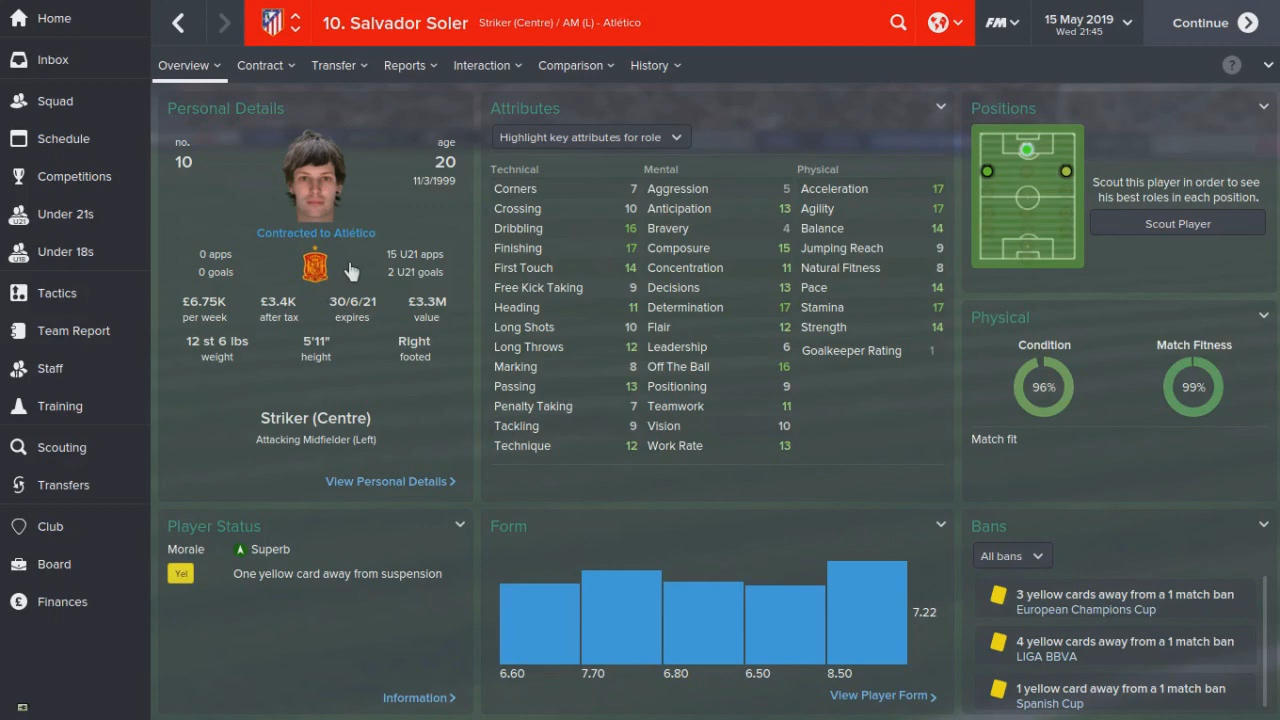 Home
Inbox
Squad
Schedule
Competitions
Under 21s
Under 18s
Tactics
Team Report
Staff
Training
Scouting
Transfers
Club
Board
Finances
10. Salvador Soler
Striker (Centre) / AM (L) - Atlético
FM
15 May 2019
Wed 21:45
Continue
Overview
Contract
Transfer
Reports
Interaction
Comparison
History
?
Personal Details
no.
10
age
20
11/3/1999
Contracted to Atlético
0 apps
0 goals
15 U21 apps
2 U21 goals
£6.75K
per week
£3.4K
after tax
30/6/21
expires
£3.3M
value
12 st 6 lbs
weight
5'11"
height
Right
footed
Striker (Centre)
Attacking Midfielder (Left)
View Personal Details >
Attributes
Highlight key attributes for role
Technical Mental Physical
Corners 7 Aggression 5 Acceleration 17
Crossing 10 Anticipation 13 Agility 17
Dribbling 16 Bravery 4 Balance 14
Finishing 17 Composure 15 Jumping Reach 9
First Touch 14 Concentration 11 Natural Fitness 8
Free Kick Taking 9 Decisions 13 Pace 14
Heading 11 Determination 17 Stamina 17
Long Shots 10 Flair 12 Strength 14
Long Throws 12 Leadership 6 Goalkeeper Rating 1
Marking 8 Off The Ball 16
Passing 13 Positioning 9
Penalty Taking 7 Teamwork 11
Tackling 9 Vision 10
Technique 12 Work Rate 13
Positions
Scout this player in order to see
his best roles in each position.
Scout Player
Physical
Condition
96%
Match Fitness
99%
Match fit
Player Status
Morale Superb
Yel One yellow card away from suspension
Information >
Form
7.22
6.60 7.70 6.80 6.50 8.50
View Player Form >
Bans
All bans
3 yellow cards away from a 1 match ban
European Champions Cup
4 yellow cards away from a 1 match ban
LIGA BBVA
1 yellow card away from a 1 match ban
Spanish Cup